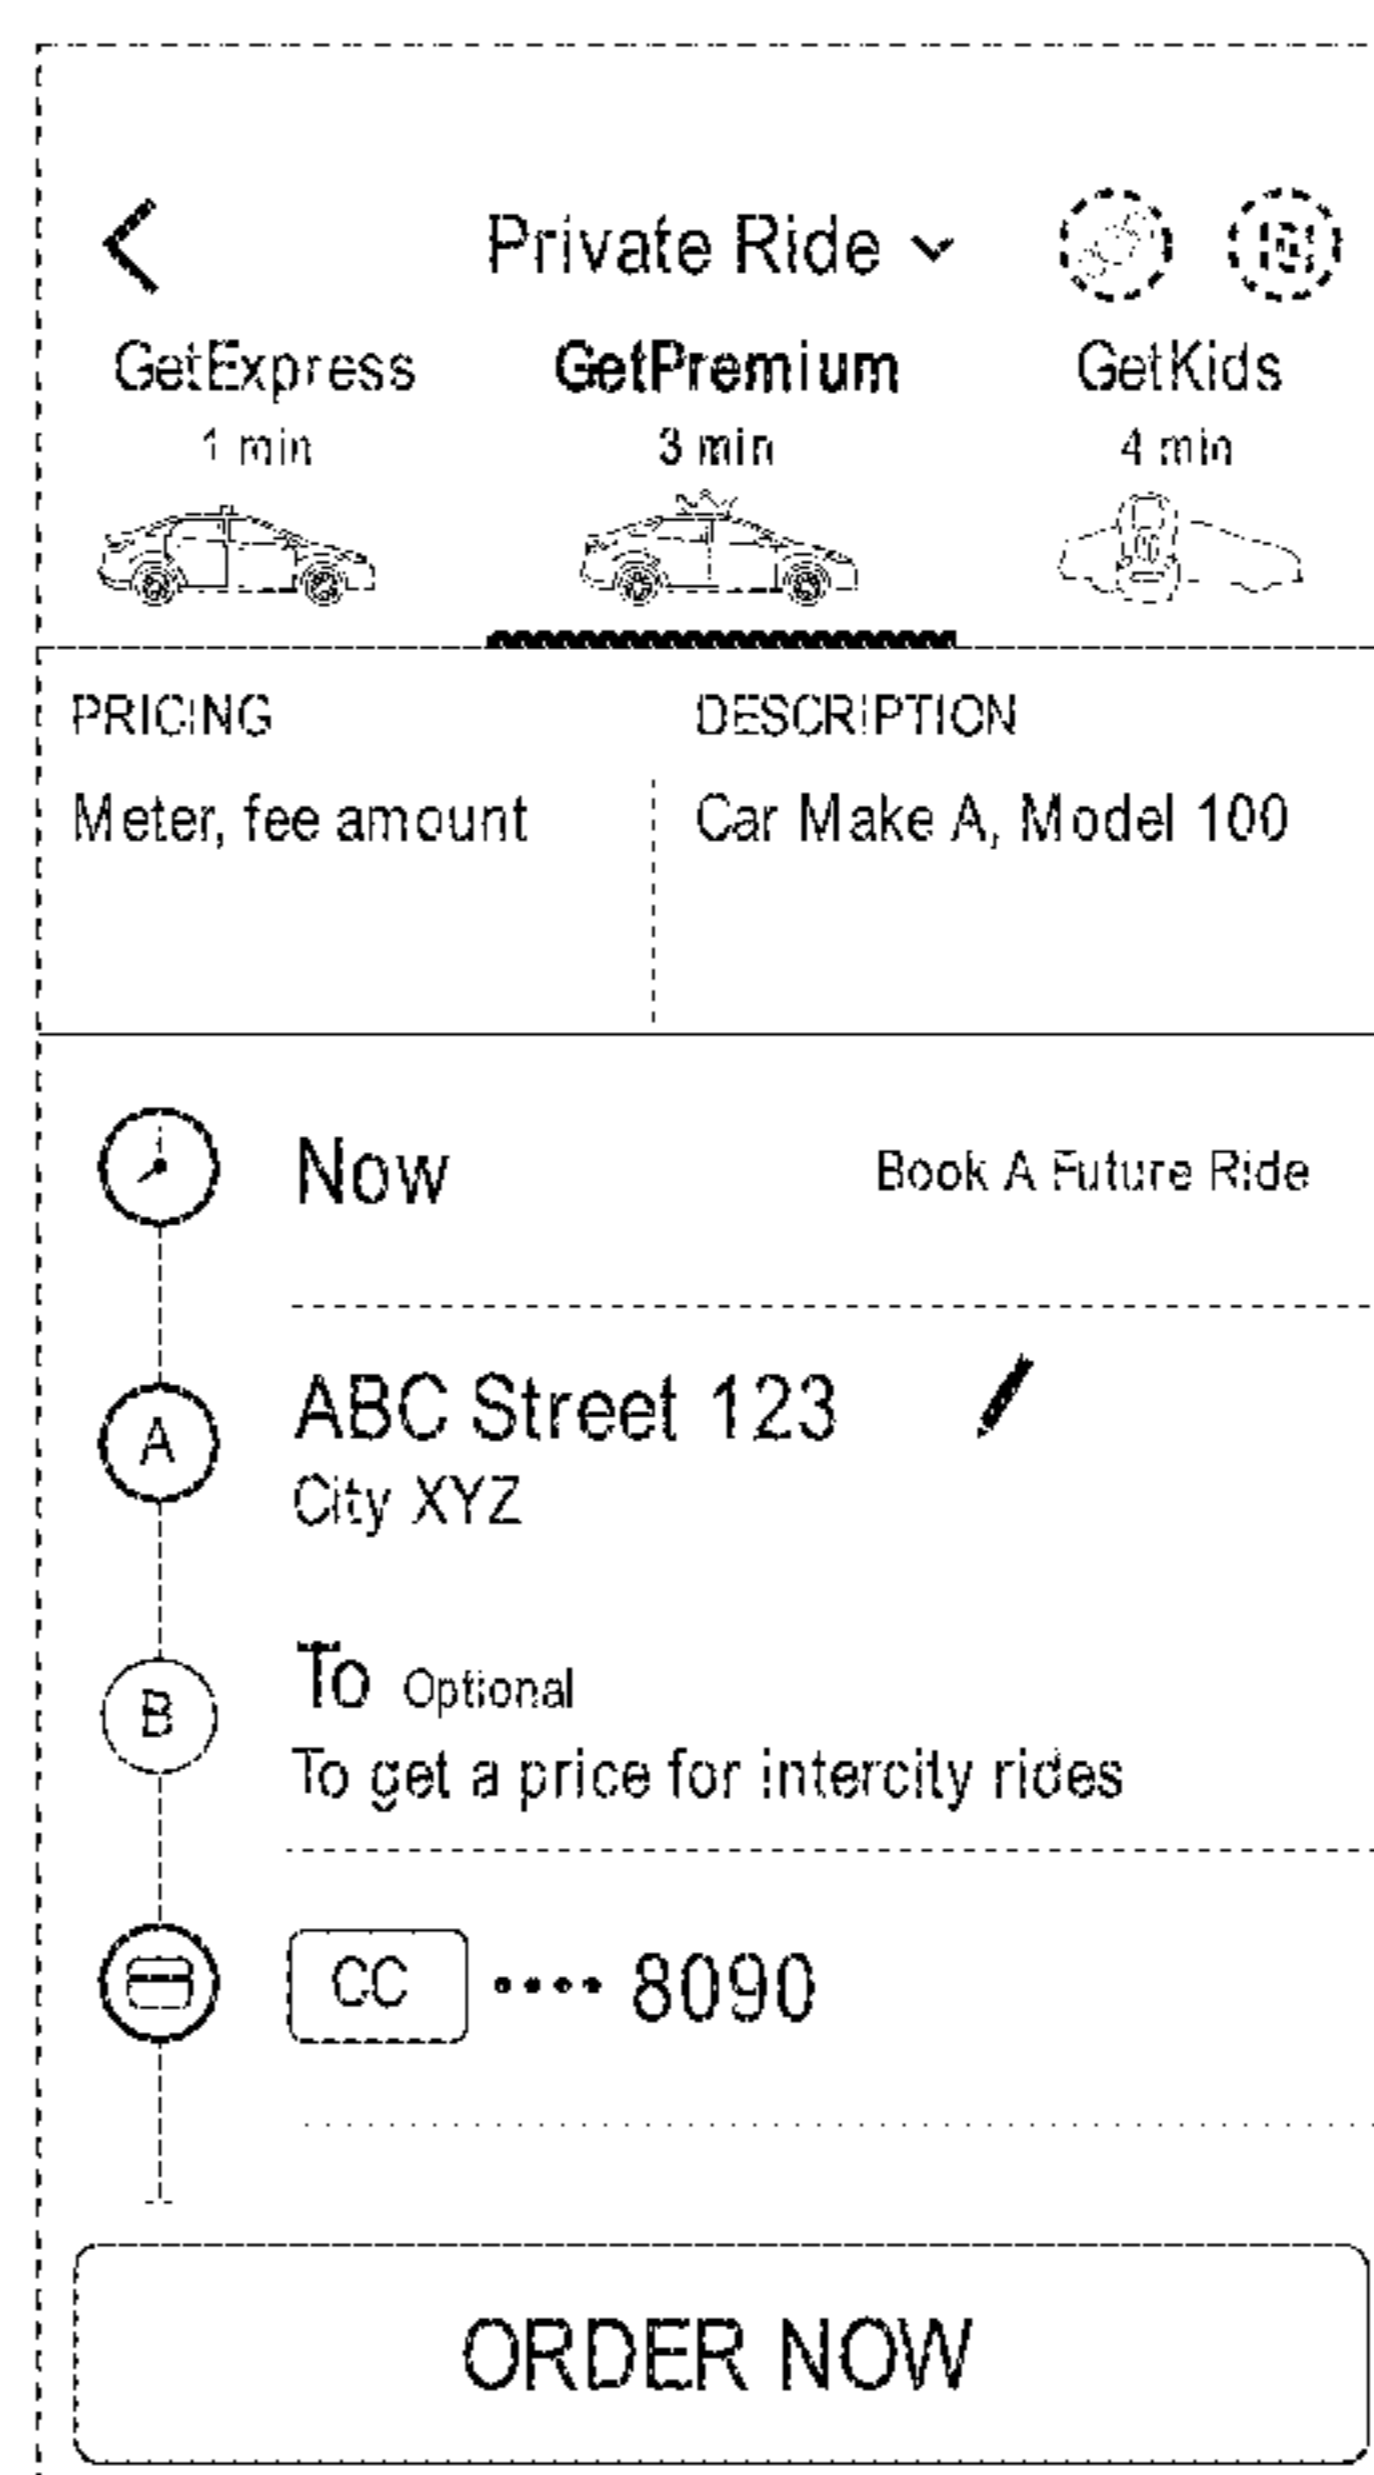 Private Ride
GetExpress GetPremium GetKids
1 min 3 min 4 min
PRICING DESCRIPTION
Meter, fee amount Car Make A, Model 100
Now Book A Future Ride
A ABC Street 123
City XYZ
B To Optional
To get a price for intercity rides
CC •••• 8090
ORDER NOW